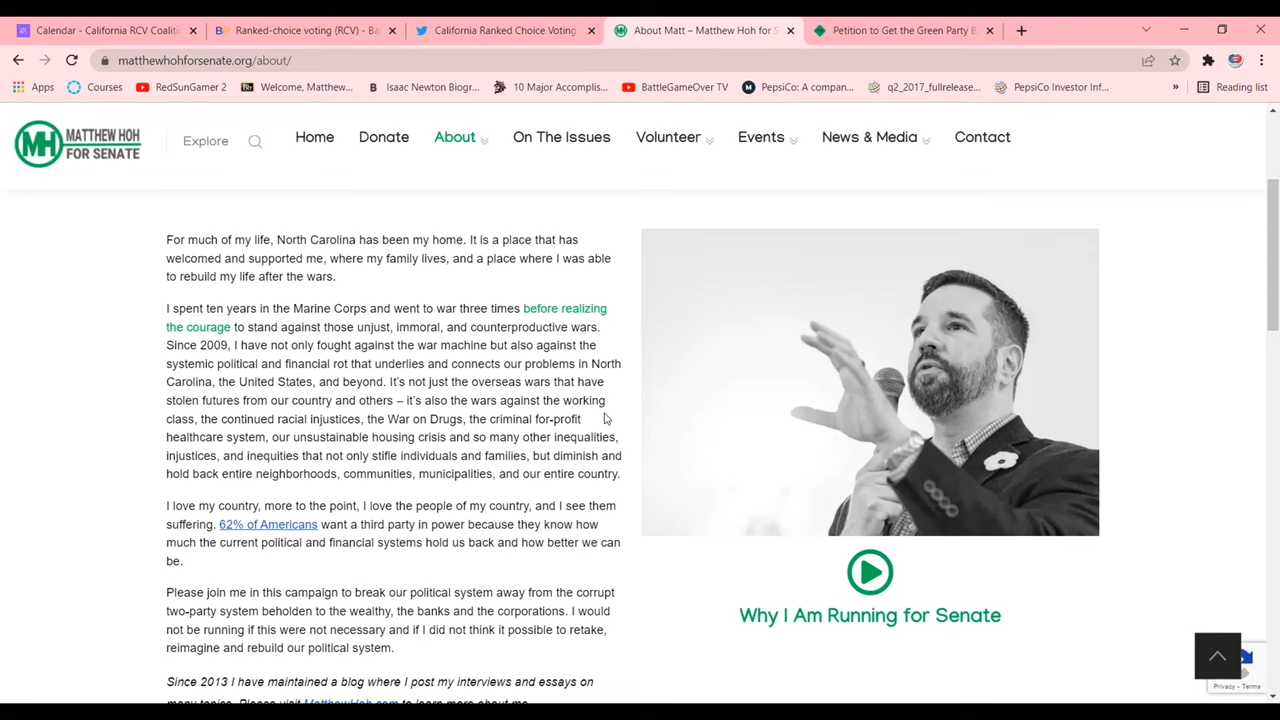 Calendar - California RCV Coaliti
Ranked-choice voting (RCV) - Ba
California Ranked Choice Voting
About Matt – Matthew Hoh for S
Petition to Get the Green Party B
matthewhohforsenate.org/about/
Apps
Courses
RedSunGamer 2
Welcome, Matthew...
Isaac Newton Biogr...
10 Major Accomplis...
BattleGameOver TV
PepsiCo: A compan...
q2_2017_fullrelease...
PepsiCo Investor Inf...
»
Reading list
MH MATTHEW HOH
FOR SENATE
Explore
Home
Donate
About
On The Issues
Volunteer
Events
News & Media
Contact
For much of my life, North Carolina has been my home. It is a place that has
welcomed and supported me, where my family lives, and a place where I was able
to rebuild my life after the wars.
I spent ten years in the Marine Corps and went to war three times before realizing
the courage to stand against those unjust, immoral, and counterproductive wars.
Since 2009, I have not only fought against the war machine but also against the
systemic political and financial rot that underlies and connects our problems in North
Carolina, the United States, and beyond. It’s not just the overseas wars that have
stolen futures from our country and others – it’s also the wars against the working
class, the continued racial injustices, the War on Drugs, the criminal for-profit
healthcare system, our unsustainable housing crisis and so many other inequalities,
injustices, and inequities that not only stifle individuals and families, but diminish and
hold back entire neighborhoods, communities, municipalities, and our entire country.
I love my country, more to the point, I love the people of my country, and I see them
suffering. 62% of Americans want a third party in power because they know how
much the current political and financial systems hold us back and how better we can
be.
Please join me in this campaign to break our political system away from the corrupt
two-party system beholden to the wealthy, the banks and the corporations. I would
not be running if this were not necessary and if I did not think it possible to retake,
reimagine and rebuild our political system.
Since 2013 I have maintained a blog where I post my interviews and essays on
many topics. Please visit MatthewHoh.com to learn more about me.
Why I Am Running for Senate
Privacy - Terms